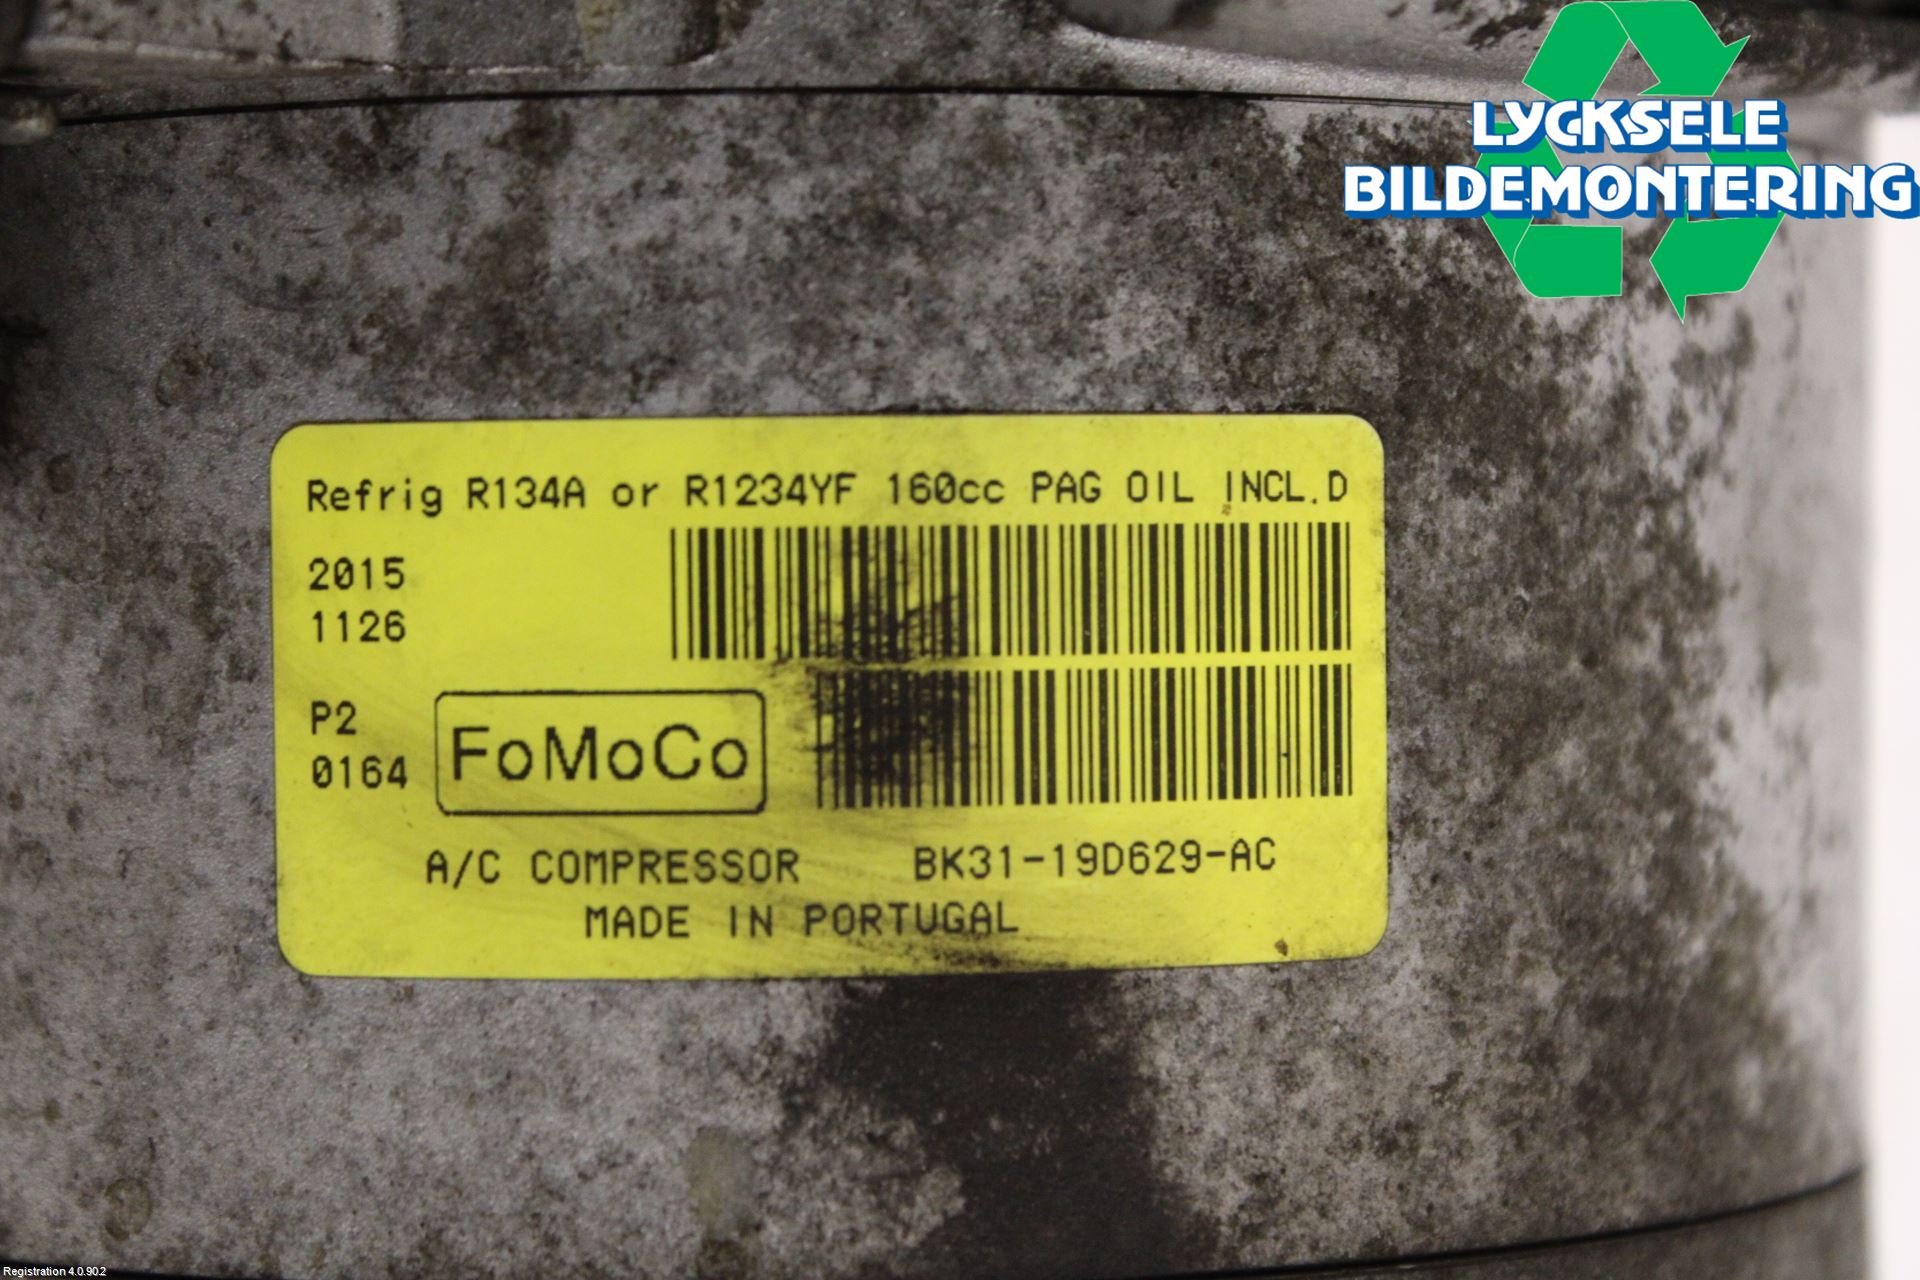 LYCKSELE
BILDEMONTERING
Refrig R134A or R1234YF 160cc PAG OIL INCL.D
2015
1126
P2
0164
FoMoCo
A/C COMPRESSOR BK31-19D629-AC
MADE IN PORTUGAL
Registration 4.0.90.2